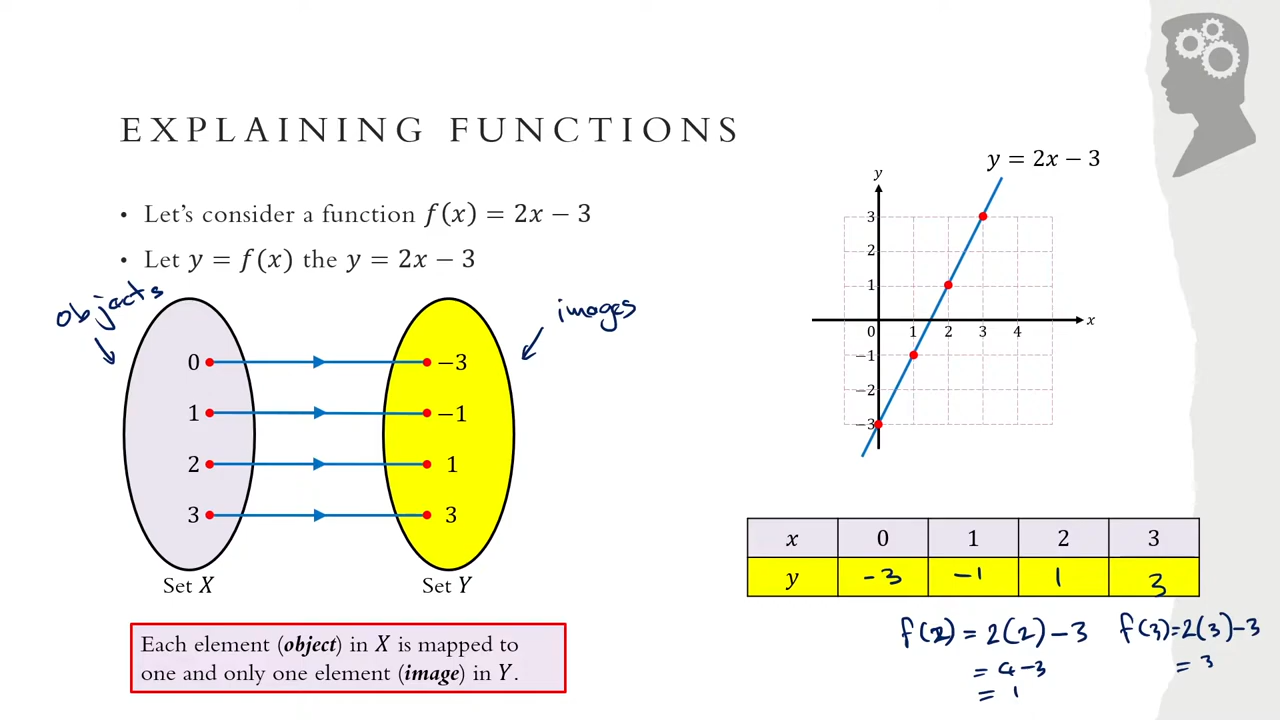 EXPLAINING FUNCTIONS
• Let's consider a function f(x) = 2x − 3
• Let y = f(x) the y = 2x − 3
objects
images
0 −3
1 −1
2 1
3 3
Set X Set Y
Each element (object) in X is mapped to
one and only one element (image) in Y.
y = 2x − 3
y
3
2
1
0 1 2 3 4 x
−1
−2
−3
x 0 1 2 3
y -3 -1 1 3
f(2) = 2(2) - 3 f(3) = 2(3) - 3
= 4 - 3 = 3
= 1